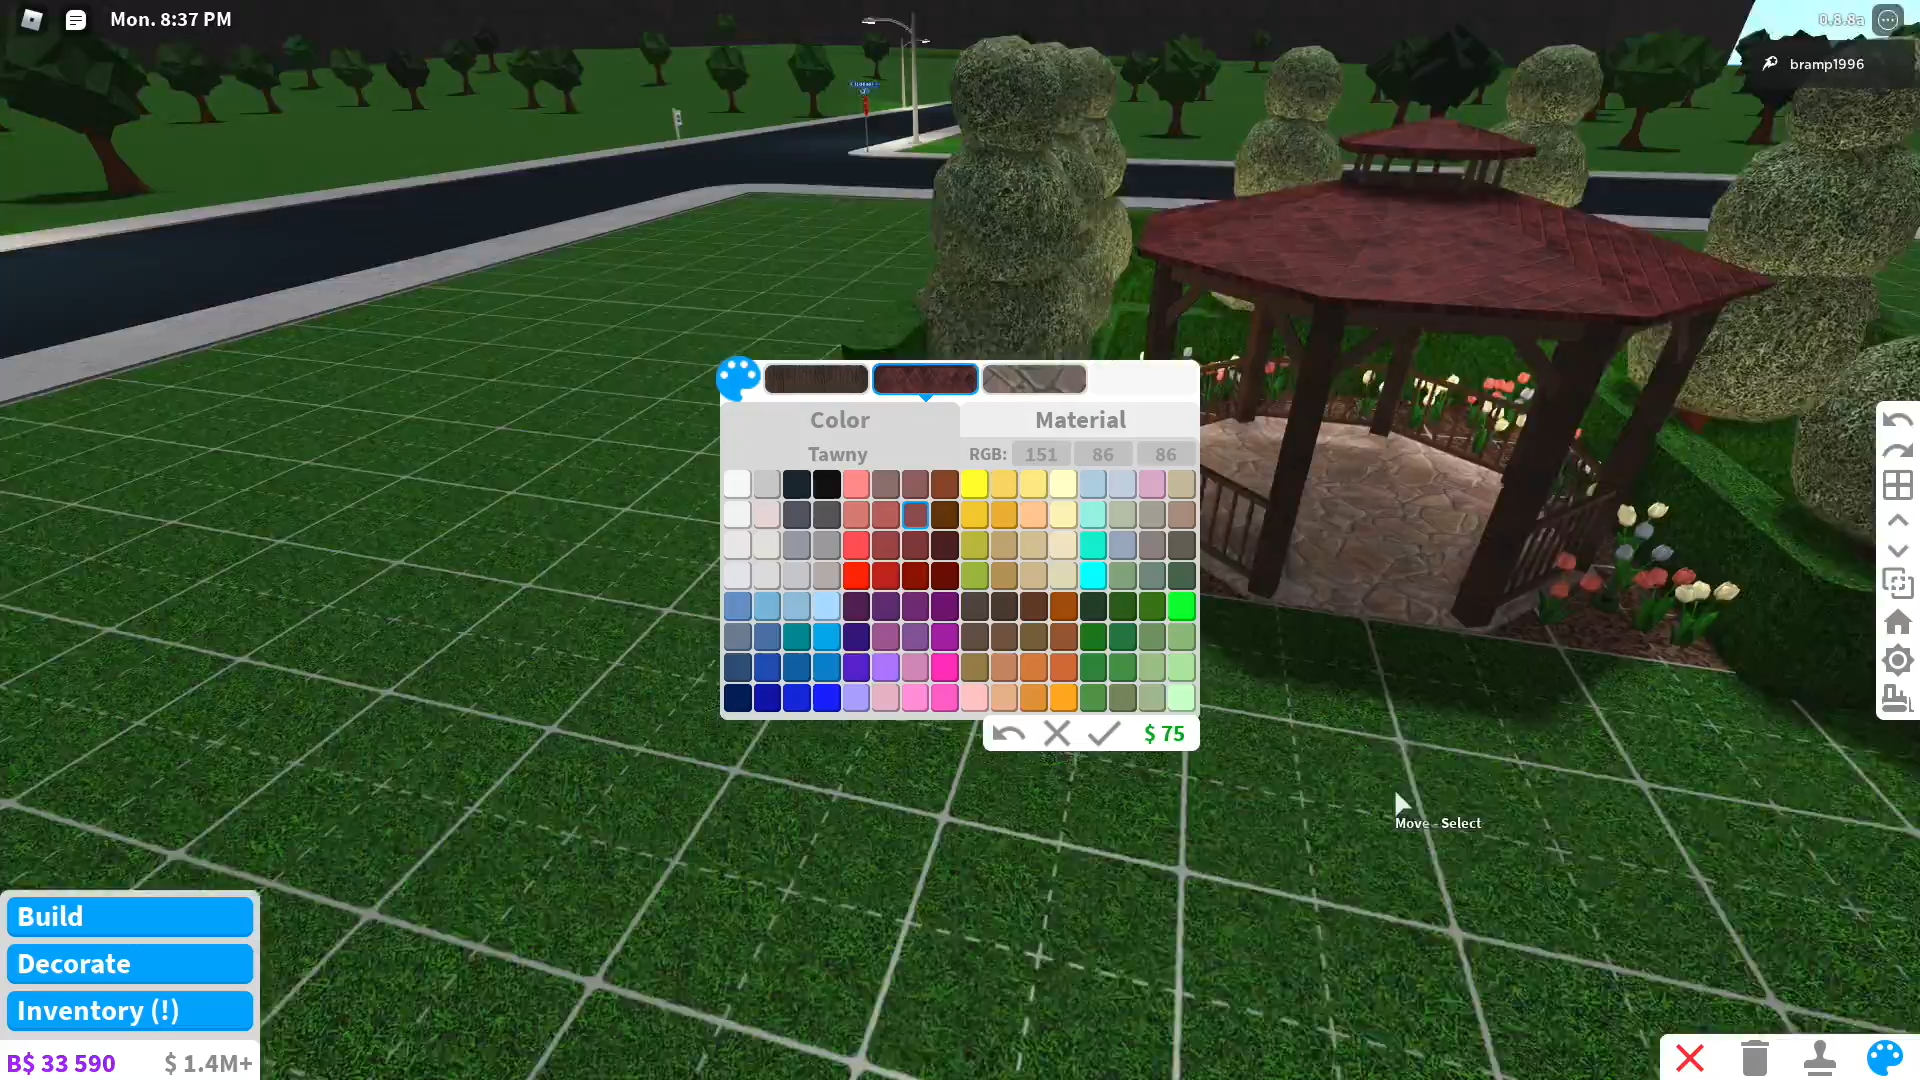 Mon. 8:37 PM
0.8.8a
bramp1996
Color
Material
Tawny
RGB: 151 86 86
$ 75
Move - Select
Build
Decorate
Inventory (!)
B$ 33 590
$ 1.4M+